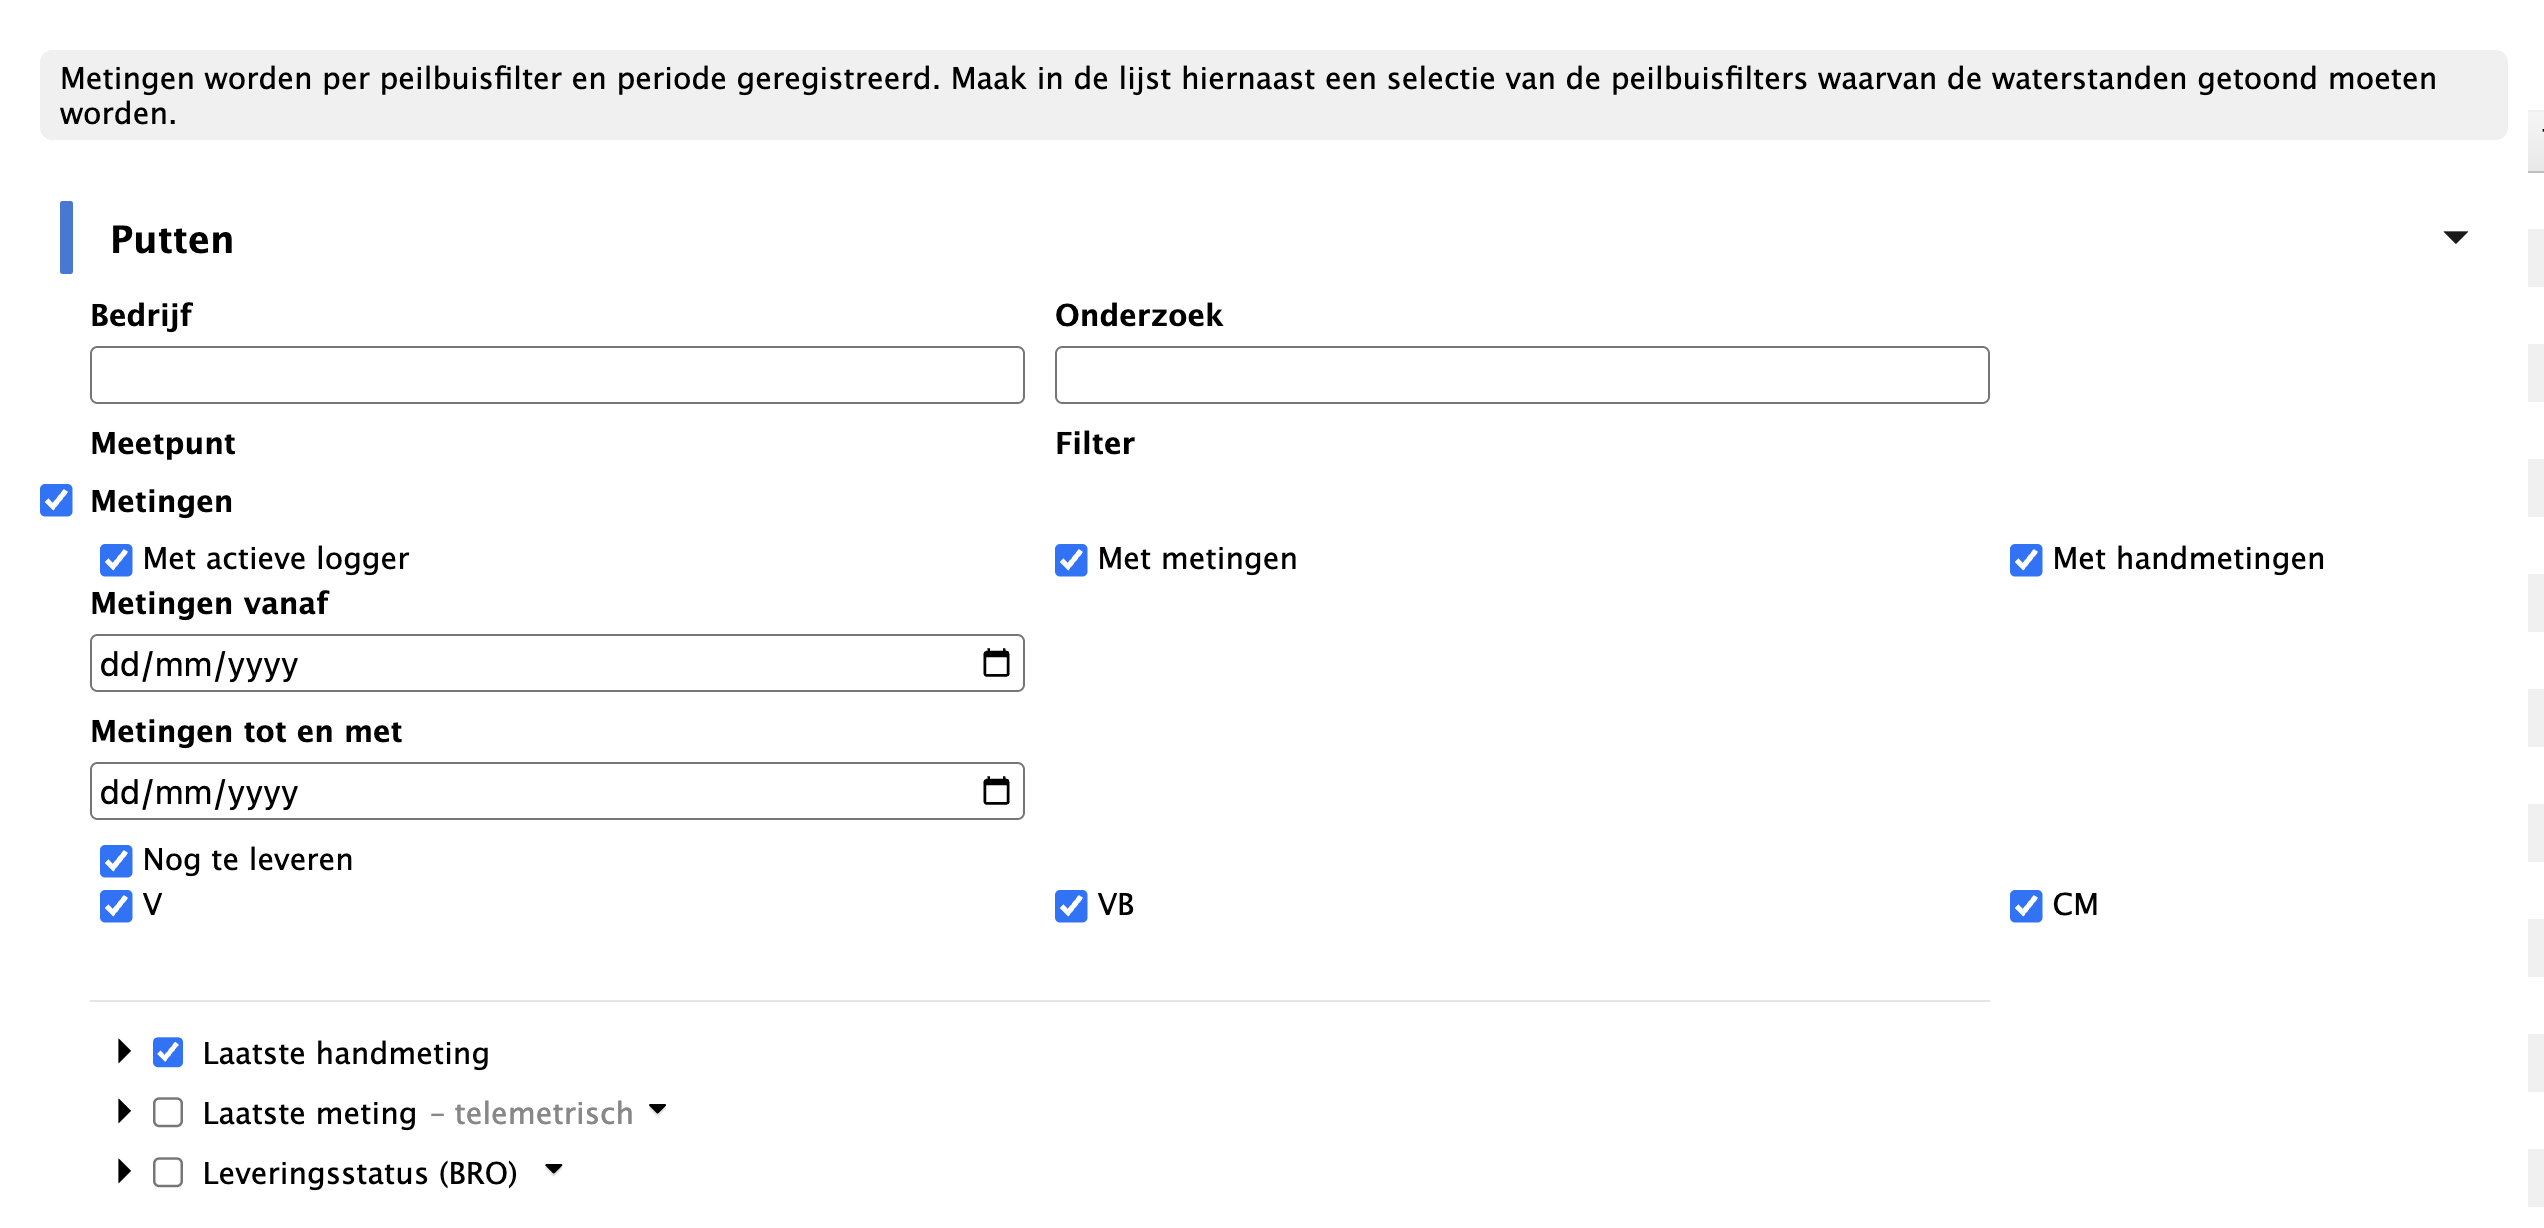 Metingen worden per peilbuisfilter en periode geregistreerd. Maak in de lijst hiernaast een selectie van de peilbuisfilters waarvan de waterstanden getoond moeten
worden.
Putten
Bedrijf
Onderzoek
Meetpunt
Filter
Metingen
Met actieve logger
Met metingen
Met handmetingen
Metingen vanaf
dd/mm/yyyy
Metingen tot en met
dd/mm/yyyy
Nog te leveren
V
VB
CM
Laatste handmeting
Laatste meting – telemetrisch
Leveringsstatus (BRO)